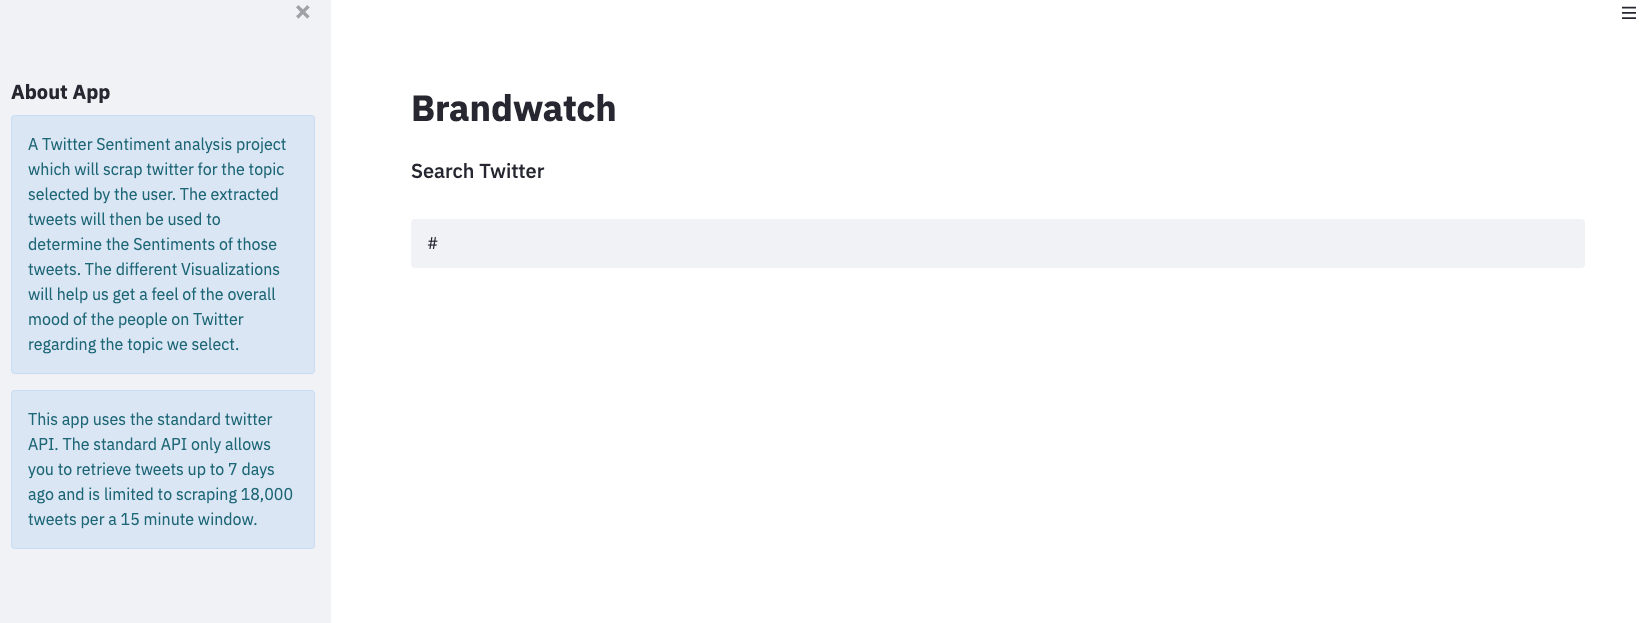 About App
A Twitter Sentiment analysis project
which will scrap twitter for the topic
selected by the user. The extracted
tweets will then be used to
determine the Sentiments of those
tweets. The different Visualizations
will help us get a feel of the overall
mood of the people on Twitter
regarding the topic we select.
This app uses the standard twitter
API. The standard API only allows
you to retrieve tweets up to 7 days
ago and is limited to scraping 18,000
tweets per a 15 minute window.
Brandwatch
Search Twitter
#